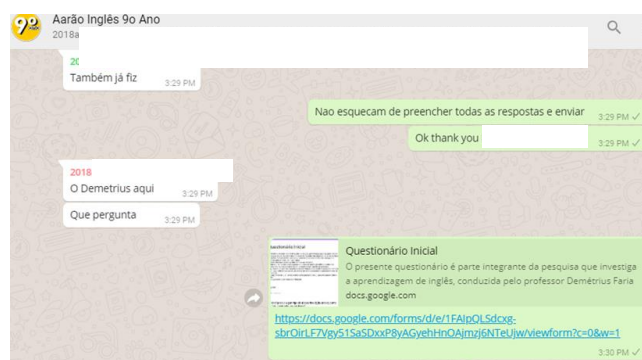 9º
Aarão Inglês 9o Ano
2018a
20
Também já fiz
3:29 PM
Nao esquecam de preencher todas as respostas e enviar
3:29 PM
Ok thank you
3:29 PM
2018
O Demetrius aqui
3:29 PM
Que pergunta
3:29 PM
Questionário Inicial
Questionário Inicial
O presente questionário é parte integrante da pesquisa que investiga
a aprendizagem de inglês, conduzida pelo professor Demétrius Faria
docs.google.com
https://docs.google.com/forms/d/e/1FAIpQLSdcxg-
sbrOirLF7Vgy51SaSDxxP8yAGyehHnOAjmzj6NTeUjw/viewform?c=0&w=1
3:30 PM